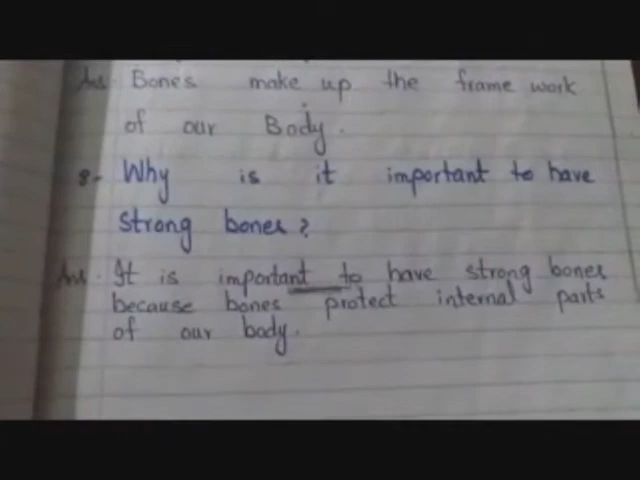 Ans. Bones make up the frame work
of our Body.
8- Why is it important to have
strong bones?
Ans. It is important to have strong bones
because bones protect internal parts
of our body.